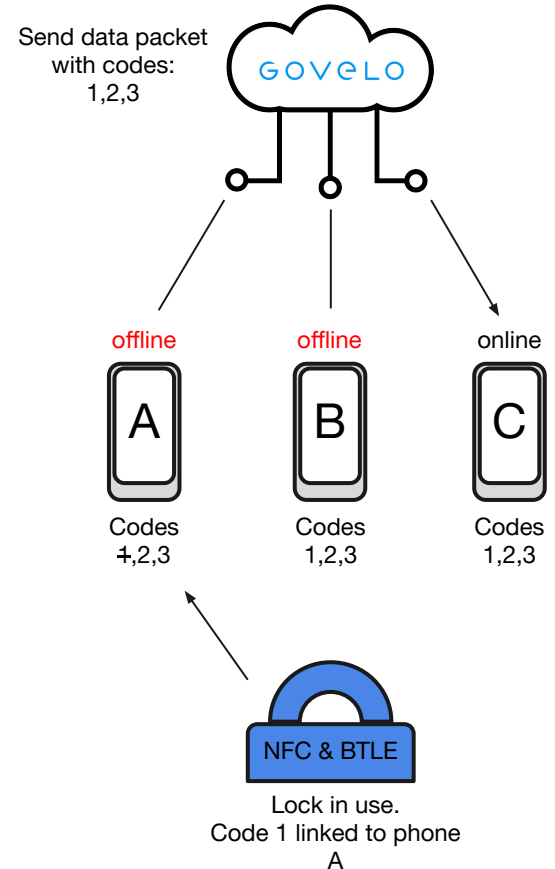 Send data packet
with codes:
1,2,3
GOVELO
offline
offline
online
A
B
C
Codes
1,2,3
Codes
1,2,3
Codes
1,2,3
NFC & BTLE
Lock in use.
Code 1 linked to phone
A